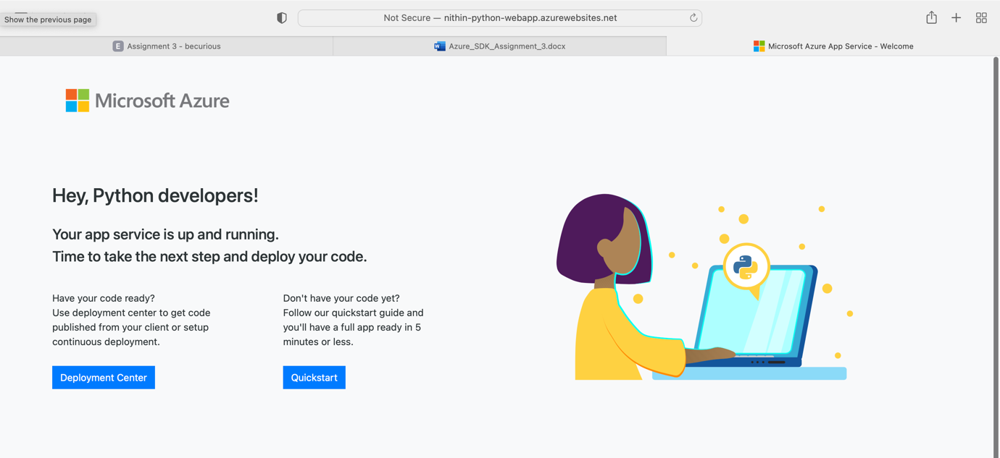 Show the previous page
Not Secure — nithin-python-webapp.azurewebsites.net
E Assignment 3 - becurious
W Azure_SDK_Assignment_3.docx
Microsoft Azure App Service - Welcome
Microsoft Azure
Hey, Python developers!
Your app service is up and running.
Time to take the next step and deploy your code.
Have your code ready?
Use deployment center to get code
published from your client or setup
continuous deployment.
Deployment Center
Don't have your code yet?
Follow our quickstart guide and
you'll have a full app ready in 5
minutes or less.
Quickstart